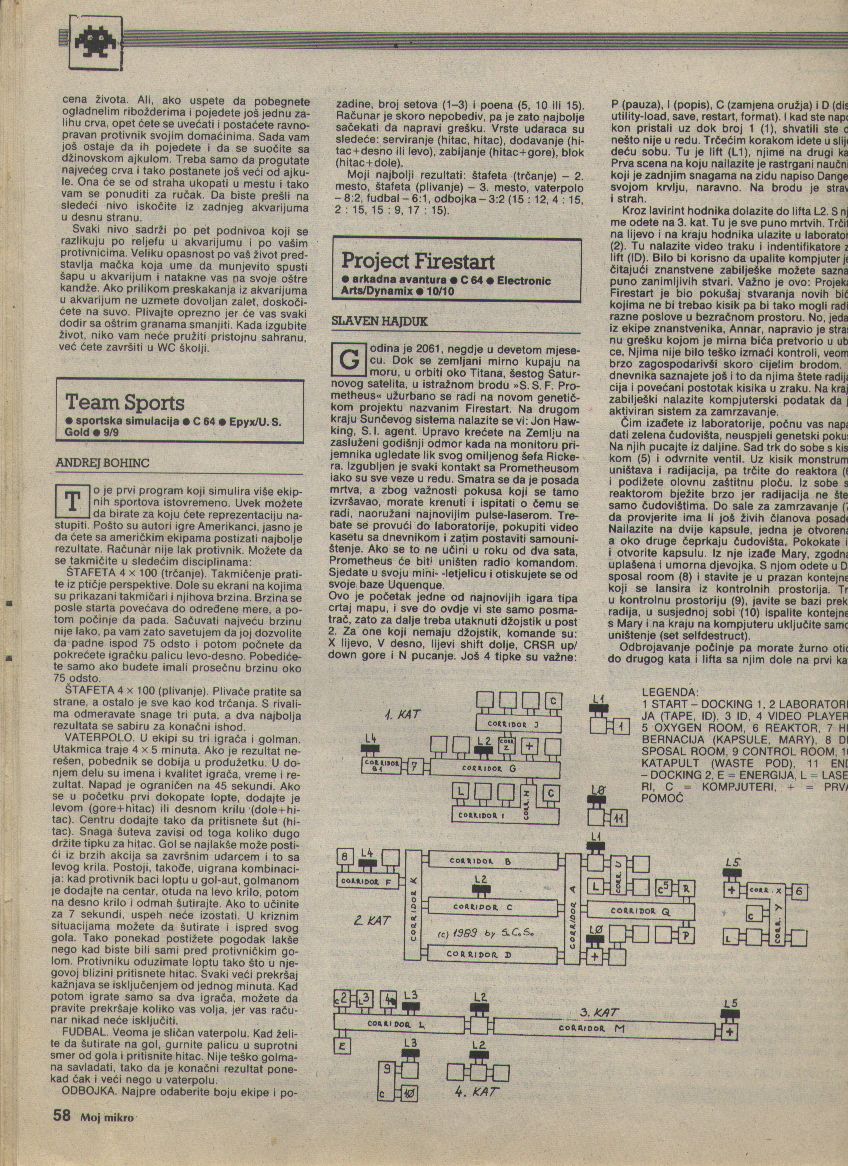 cena života. Ali, ako uspete da pobegnete
ogladnelim ribožderima i pojedete još jednu za-
lihu crva, opet ćete se uvećati i postaćete ravno-
pravan protivnik svojim domaćinima. Sada vam
još ostaje da ih pojedete i da se suočite sa
džinovskom ajkulom. Treba samo da progutate
najvećeg crva i tako postanete još veći od ajku-
le. Ona će se od straha ukopati u mestu i tako
vam se ponuditi za ručak. Da biste prešli na
sledeći nivo iskočite iz zadnjeg akvarijuma
u desnu stranu.
Svaki nivo sadrži po pet podnivoa koji se
razlikuju po reljefu u akvarijumu i po vašim
protivnicima. Veliku opasnost po vaš život pred-
stavlja mačka koja ume da munjevito spusti
šapu u akvarijum i natakne vas na svoje oštre
kandže. Ako prilikom preskakanja iz akvarijuma
u akvarijum ne uzmete dovoljan zalet, doskoči-
ćete na suvo. Plivajte oprezno jer će vas svaki
dodir sa oštrim granama smanjiti. Kada izgubite
život, niko vam neće pružiti pristojnu sahranu,
već ćete završiti u WC školji.
Team Sports
● sportska simulacija ● C 64 ● Epyx/U. S.
Gold ● 9/9
ANDREJ BOHINC
To je prvi program koji simulira više ekip-
nih sportova istovremeno. Uvek možete
da birate za koju ćete reprezentaciju na-
stupiti. Pošto su autori igre Amerikanci, jasno je
da ćete sa američkim ekipama postizati najbolje
rezultate. Računar nije lak protivnik. Možete da
se takmičite u sledećim disciplinama:
ŠTAFETA 4 × 100 (trčanje). Takmičenje prati-
te iz ptičje perspektive. Dole su ekrani na kojima
su prikazani takmičari i njihova brzina. Brzina se
posle starta povećava do određene mere, a po-
tom počinje da pada. Sačuvati najveću brzinu
nije lako, pa vam zato savetujem da joj dozvolite
da padne ispod 75 odsto i potom počnete da
pokrećete igračku palicu levo-desno. Pobediće-
te samo ako budete imali prosečnu brzinu oko
75 odsto.
ŠTAFETA 4 × 100 (plivanje). Plivače pratite sa
strane, a ostalo je sve kao kod trčanja. S rivali-
ma odmeravate snage tri puta, a dva najbolja
rezultata se sabiru za konačni ishod.
VATERPOLO. U ekipi su tri igrača i golman.
Utakmica traje 4 × 5 minuta. Ako je rezultat ne-
rešen, pobednik se dobija u produžetku. U do-
njem delu su imena i kvalitet igrača, vreme i re-
zultat. Napad je ograničen na 45 sekundi. Ako
se u početku prvi dokopate lopte, dodajte je
levom (gore+hitac) ili desnom krilu (dole+hi-
tac). Centru dodajte tako da pritisnete šut (hi-
tac). Snaga šuteva zavisi od toga koliko dugo
držite tipku za hitac. Gol se najlakše može posti-
ći iz brzih akcija sa završnim udarcem i to sa
levog krila. Postoji, takođe, uigrana kombinaci-
ja: kad protivnik baci loptu u gol-aut, golmanom
je dodajte na centar, otuda na levo krilo, potom
na desno krilo i odmah šutirajte. Ako to učinite
za 7 sekundi, uspeh neće izostati. U kriznim
situacijama možete da šutirate i ispred svog
gola. Tako ponekad postižete pogodak lakše
nego kad biste bili sami pred protivničkim go-
lom. Protivniku oduzimate loptu tako što u nje-
govoj blizini pritisnete hitac. Svaki veći prekršaj
kažnjava se isključenjem od jednog minuta. Kad
potom igrate samo sa dva igrača, možete da
pravite prekršaje koliko vas volja, jer vas raču-
nar nikad neće isključiti.
FUDBAL. Veoma je sličan vaterpolu. Kad želi-
te da šutirate na gol, gurnite palicu u suprotni
smer od gola i pritisnite hitac. Nije teško golma-
na savladati, tako da je konačni rezultat pone-
kad čak i veći nego u vaterpolu.
ODBOJKA. Najpre odaberite boju ekipe i po-
58 Moj mikro
zadine, broj setova (1–3) i poena (5, 10 ili 15).
Računar je skoro nepobediv, pa je zato najbolje
sačekati da napravi grešku. Vrste udaraca su
sledeće: serviranje (hitac, hitac), dodavanje (hi-
tac+desno ili levo), zabijanje (hitac+gore), blok
(hitac+dole).
Moji najbolji rezultati: štafeta (trčanje) – 2.
mesto, štafeta (plivanje) – 3. mesto, vaterpolo
– 8:2, fudbal – 6:1, odbojka – 3:2 (15 : 12, 4 : 15,
2 : 15, 15 : 9, 17 : 15).
Project Firestart
● arkadna avantura ● C 64 ● Electronic
Arts/Dynamix ● 10/10
SLAVEN HAJDUK
Godina je 2061, negdje u devetom mjese-
cu. Dok se zemljani mirno kupaju na
moru, u orbiti oko Titana, šestog Satur-
novog satelita, u istražnom brodu »S. S. F. Pro-
metheus« užurbano se radi na novom genetič-
kom projektu nazvanim Firestart. Na drugom
kraju Sunčevog sistema nalazite se vi: Jon Haw-
king, S.I. agent. Upravo krećete na Zemlju na
zasluženi godišnji odmor kada na monitoru pri-
jemnika ugledate lik svog omiljenog šefa Ricke-
ra. Izgubljen je svaki kontakt sa Prometheusom
iako su sve veze u redu. Smatra se da je posada
mrtva, a zbog važnosti pokusa koji se tamo
izvršavao, morate krenuti i ispitati o čemu se
radi, naoružani najnovijim pulse-laserom. Tre-
bate se provući do laboratorije, pokupiti video
kasetu sa dnevnikom i zatim postaviti samouni-
štenje. Ako se to ne učini u roku od dva sata,
Prometheus će biti uništen radio komandom.
Sjedate u svoju mini- -letjelicu i otiskujete se od
svoje baze Uquenque.
Ovo je početak jedne od najnovijih igara tipa
crtaj mapu, i sve do ovdje vi ste samo posma-
trač, zato za dalje treba utaknuti džojstik u post
2. Za one koji nemaju džojstik, komande su:
X lijevo, V desno, lijevi shift dolje, CRSR up/
down gore i N pucanje. Još 4 tipke su važne:
P (pauza), I (popis), C (zamjena oružja) i D (dis
utility-load, save, restart, format). I kad ste napo
kon pristali uz dok broj 1 (1), shvatili ste d
nešto nije u redu. Trčećim korakom idete u slije
deću sobu. Tu je lift (L1), njime na drugi ka
Prva scena na koju nailazite je rastrgani naučni
koji je zadnjim snagama na zidu napiso Dange
svojom krvlju, naravno. Na brodu je strav
i strah.
Kroz lavirint hodnika dolazite do lifta L2. S nj
me odete na 3. kat. Tu je sve puno mrtvih. Trči
na lijevo i na kraju hodnika ulazite u laborator
(2). Tu nalazite video traku i indentifikatore z
lift (ID). Bilo bi korisno da upalite kompjuter je
čitajući znanstvene zabilješke možete sazna
puno zanimljivih stvari. Važno je ovo: Projeka
Firestart je bio pokušaj stvaranja novih bić
kojima ne bi trebao kisik pa bi tako mogli radi
razne poslove u bezračnom prostoru. No, jeda
iz ekipe znanstvenika, Annar, napravio je stras
nu grešku kojom je mirna bića pretvorio u ub
ce. Njima nije bilo teško izmaći kontroli, veom
brzo zagospodarivši skoro cijelim brodom.
dnevnika saznajete još i to da njima štete radija
cija i povećani postotak kisika u zraku. Na kraj
zabilješki nalazite kompjuterski podatak da j
aktiviran sistem za zamrzavanje.
Čim izađete iz laboratorije, počnu vas napa
dati zelena čudovišta, neuspjeli genetski pokus
Na njih pucajte iz daljine. Sad trk do sobe s kis
kom (5) i odvrnite ventil. Uz kisik monstrum
uništava i radijacija, pa trčite do reaktora (6
i podižete olovnu zaštitnu ploču. Iz sobe s
reaktorom bježite brzo jer radijacija ne šte
samo čudovištima. Do sale za zamrzavanje (7
da provjerite ima li još živih članova posade
Nailazite na dvije kapsule, jedna je otvorena
a oko druge čeprkaju čudovišta. Pokokate i
i otvorite kapsulu. Iz nje izađe Mary, zgodna
uplašena i umorna djevojka. S njom odete u D
sposal room (8) i stavite je u prazan kontejne
koji se lansira iz kontrolnih prostorija. Tr
u kontrolnu prostoriju (9), javite se bazi prek
radija, u susjednoj sobi (10) ispalite kontejne
s Mary i na kraju na kompjuteru uključite samo
uništenje (set selfdestruct).
Odbrojavanje počinje pa morate žurno otić
do drugog kata i lifta sa njim dole na prvi ka
LEGENDA:
1 START – DOCKING 1, 2 LABORATORI
JA (TAPE, ID), 3 ID, 4 VIDEO PLAYER
5 OXYGEN ROOM, 6 REAKTOR, 7 HI
BERNACIJA (KAPSULE, MARY), 8 DI
SPOSAL ROOM, 9 CONTROL ROOM, 10
KATAPULT (WASTE POD), 11 END
– DOCKING 2, E = ENERGIJA, L = LASE
RI, C = KOMPJUTERI, + = PRVA
POMOĆ
1. KAT
C
CORRIDOR J
L1
1
L4
L2
C 2
+
CORRIDOR G1
7
CORRIDOR G
L
C
CORR. H
CORRIDOR I
L0
11
8
L4
CORRIDOR F
CORRIDOR K
CORRIDOR B
L2
CORRIDOR C
2. KAT
(c) 1989 by S.C.S.
CORRIDOR D
CORRIDOR A
L1
L
CORR. J
C 5
R
CORRIDOR Q
L0
+
P
L5
+
CORR. X
6
C
CORR. Y
L
C 2
L 3
4
L3
L2
3. KAT
L5
CORRIDOR L
CORRIDOR M
+
E
L3
9
C
10
L2
4. KAT